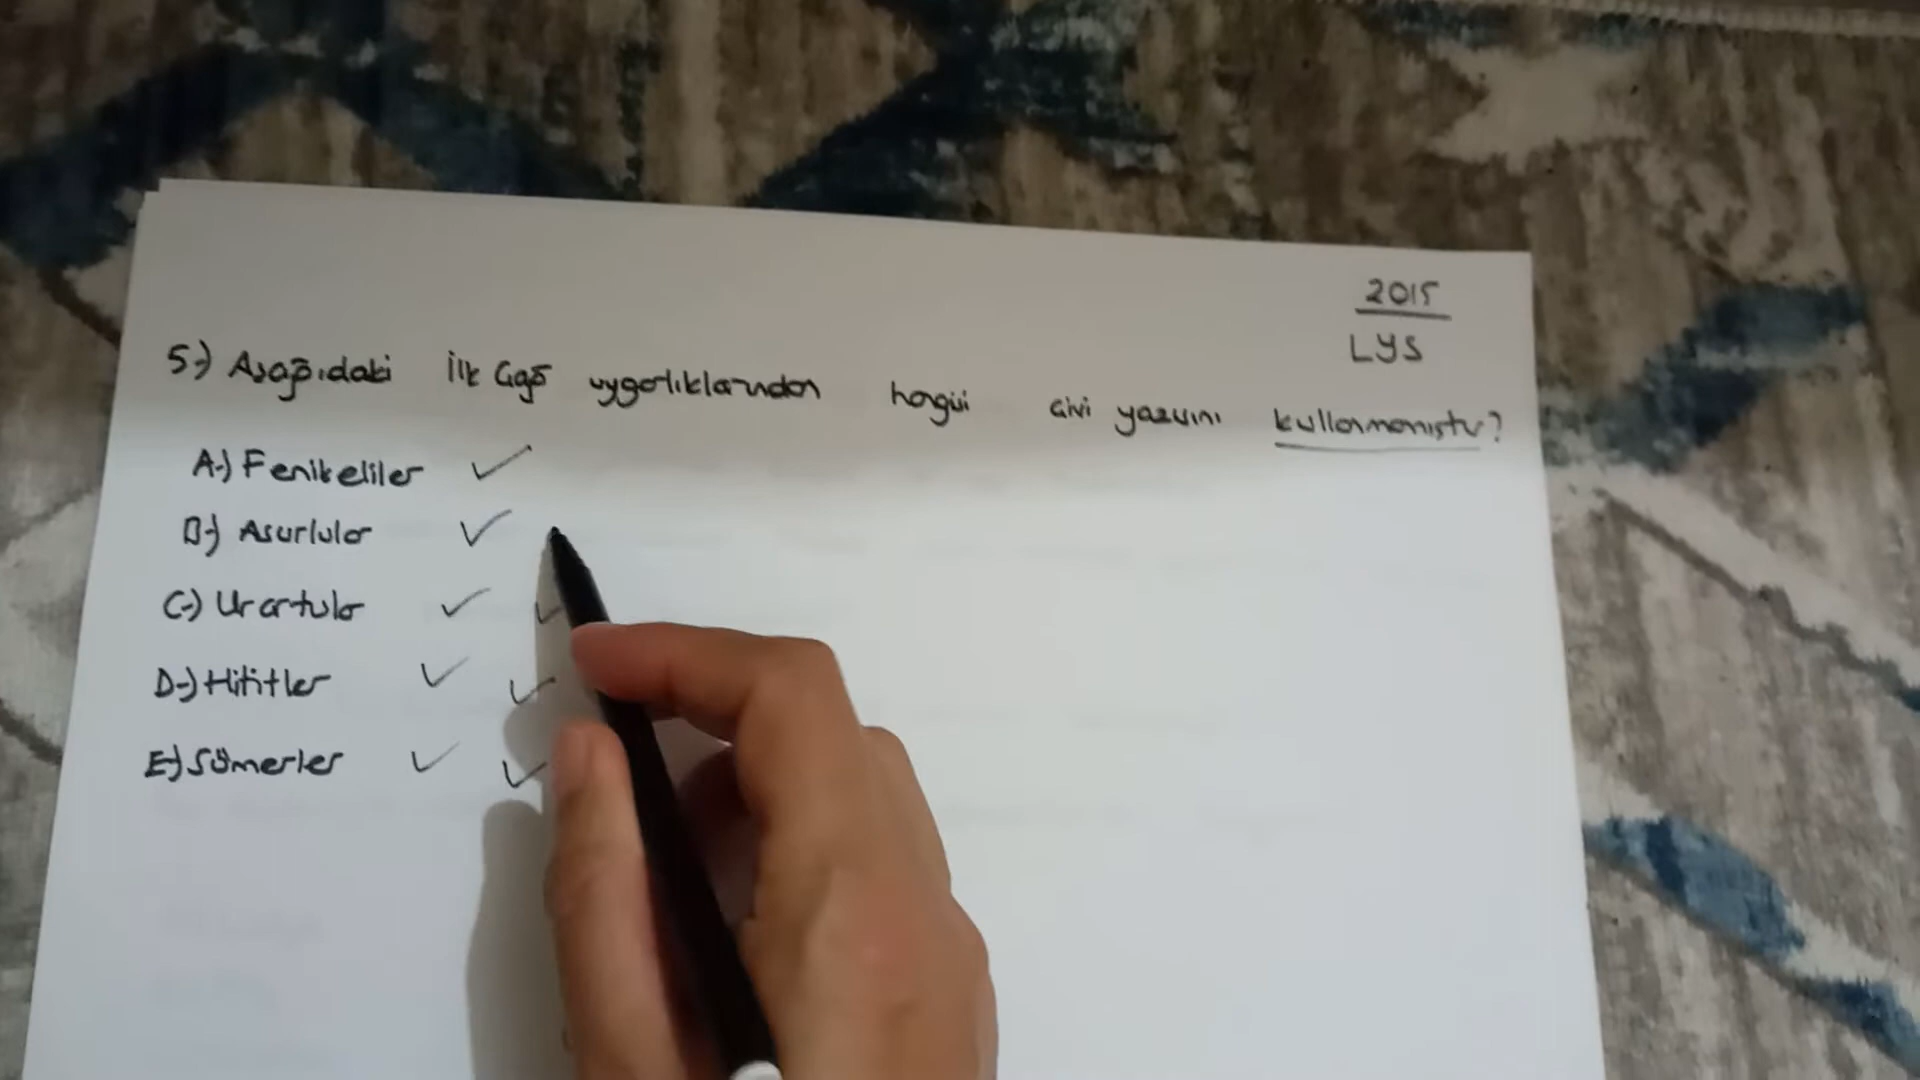 2015
LYS
5-) Aşağıdaki İlk Çağ uygarlıklarından hangisi çivi yazısını kullanmamıştır?
A-) Fenikeliler ✓
B-) Asurlular ✓
C-) Urartular ✓ ✓
D-) Hititler ✓ ✓
E-) Sümerler ✓ ✓